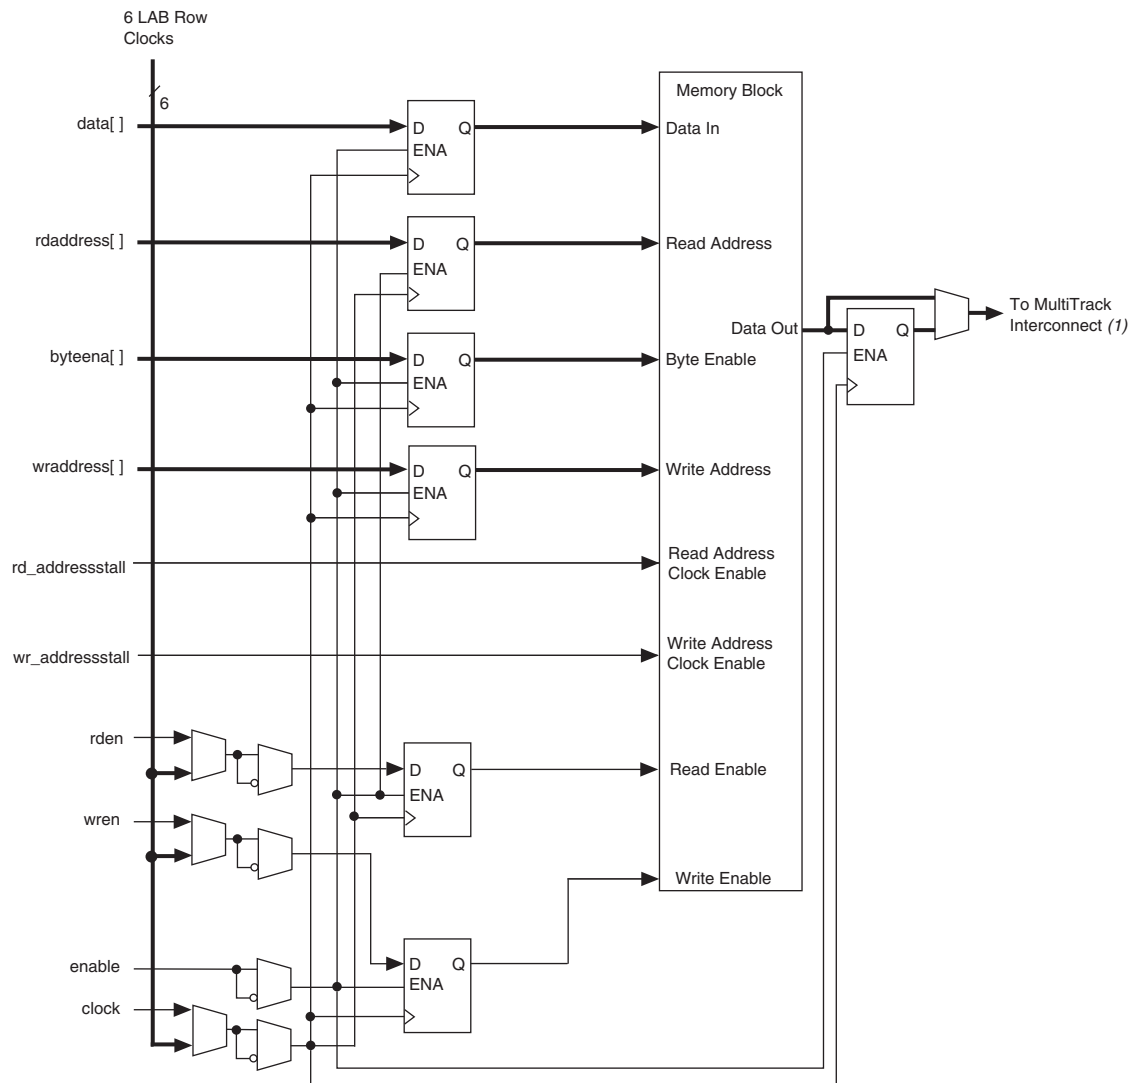 6 LAB Row
Clocks
6
Memory Block
data[ ]
D Q
Data In
ENA
rdaddress[ ]
D Q
Read Address
ENA
To MultiTrack
Interconnect (1)
Data Out
D Q
ENA
byteena[ ]
D Q
Byte Enable
ENA
wraddress[ ]
D Q
Write Address
ENA
rd_addressstall
Read Address
Clock Enable
wr_addressstall
Write Address
Clock Enable
rden
D Q
Read Enable
ENA
wren
Write Enable
enable
D Q
ENA
clock